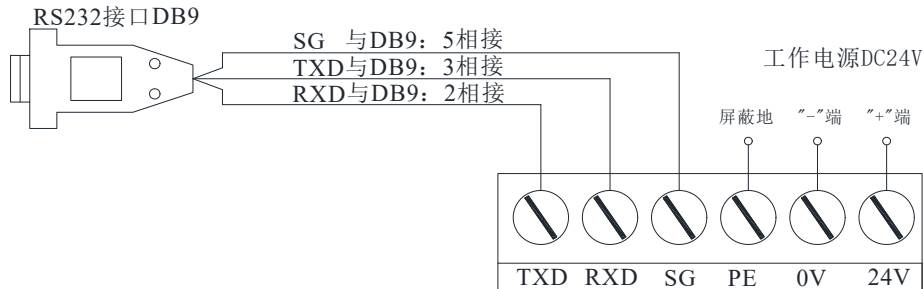 RS232接口DB9
SG 与DB9：5相接
TXD与DB9：3相接
RXD与DB9：2相接
工作电源DC24V
屏蔽地 "-"端 "+"端
TXD RXD SG PE 0V 24V